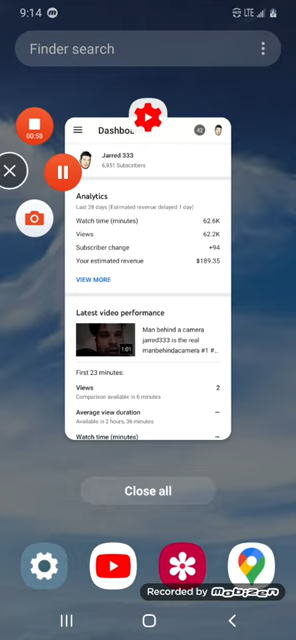 9:14
LTE
Finder search
00:58
Dashbo
42
Jarred 333
6,951 Subscribers
Analytics
Last 28 days (Estimated revenue delayed 1 day)
Watch time (minutes) 62.6K
Views 62.2K
Subscriber change +94
Your estimated revenue $189.35
VIEW MORE
Latest video performance
Man behind a camera
jarred333 is the real
manbehindacamera #1 #...
1:01
First 23 minutes:
Views 2
Comparison available in 6 minutes
Average view duration –
Available in 2 hours, 36 minutes
Watch time (minutes) –
Close all
Recorded by mobizen